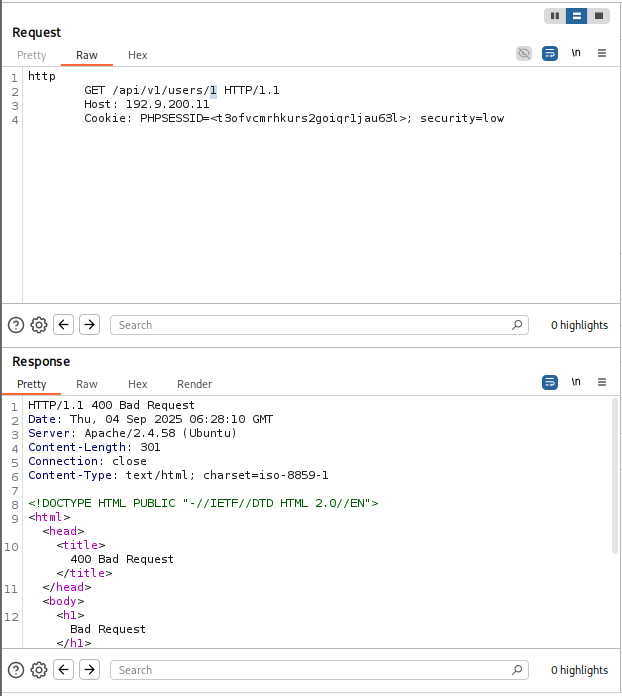 Request
Pretty Raw Hex
\n
1 http
2 GET /api/v1/users/1 HTTP/1.1
3 Host: 192.9.200.11
4 Cookie: PHPSESSID=<t3ofvcmrhkurs2goiqr1jau63l>; security=low
Search
0 highlights
Response
Pretty Raw Hex Render
\n
1 HTTP/1.1 400 Bad Request
2 Date: Thu, 04 Sep 2025 06:28:10 GMT
3 Server: Apache/2.4.58 (Ubuntu)
4 Content-Length: 301
5 Connection: close
6 Content-Type: text/html; charset=iso-8859-1
7
8 <!DOCTYPE HTML PUBLIC "-//IETF//DTD HTML 2.0//EN">
9 <html>
<head>
10 <title>
400 Bad Request
</title>
11 </head>
<body>
12 <h1>
Bad Request
</h1>
Search
0 highlights